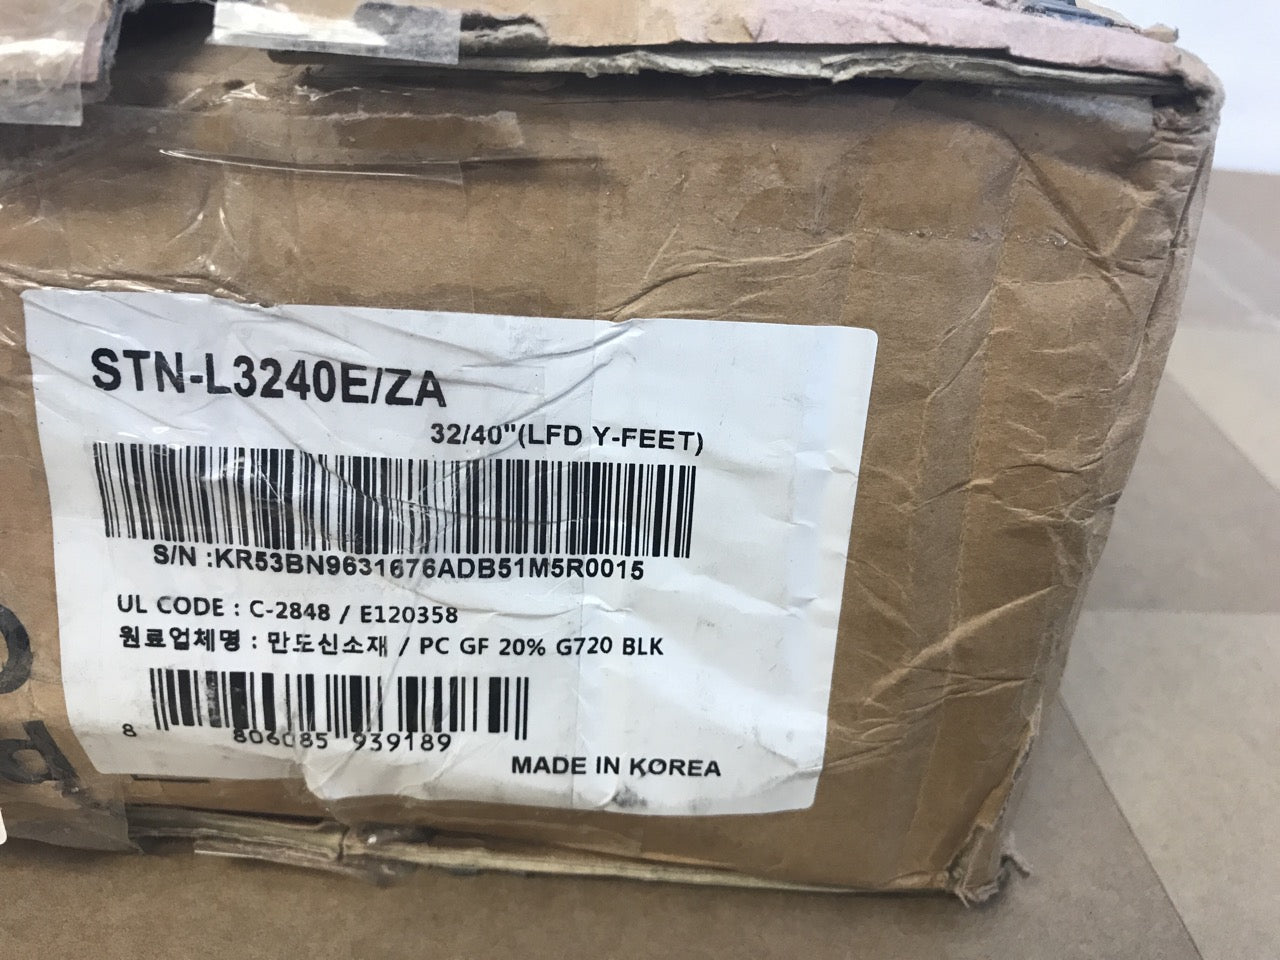 STN-L3240E/ZA
32/40"(LFD Y-FEET)
S/N :KR53BN9631676ADB51M5R0015
UL CODE : C-2848 / E120358
원료업체명 : 만도신소재 / PC GF 20% G720 BLK
8 806085 939189
MADE IN KOREA
d